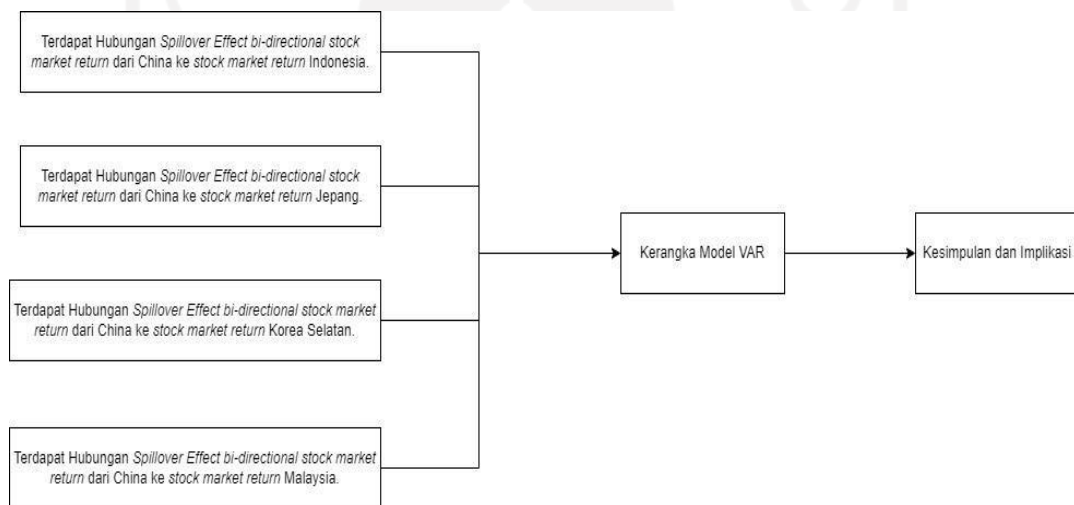 Terdapat Hubungan Spillover Effect bi-directional stock
market return dari China ke stock market return Indonesia.
Terdapat Hubungan Spillover Effect bi-directional stock
market return dari China ke stock market return Jepang.
Kerangka Model VAR
Kesimpulan dan Implikasi
Terdapat Hubungan Spillover Effect bi-directional stock market
return dari China ke stock market return Korea Selatan.
Terdapat Hubungan Spillover Effect bi-directional stock market
return dari China ke stock market return Malaysia.